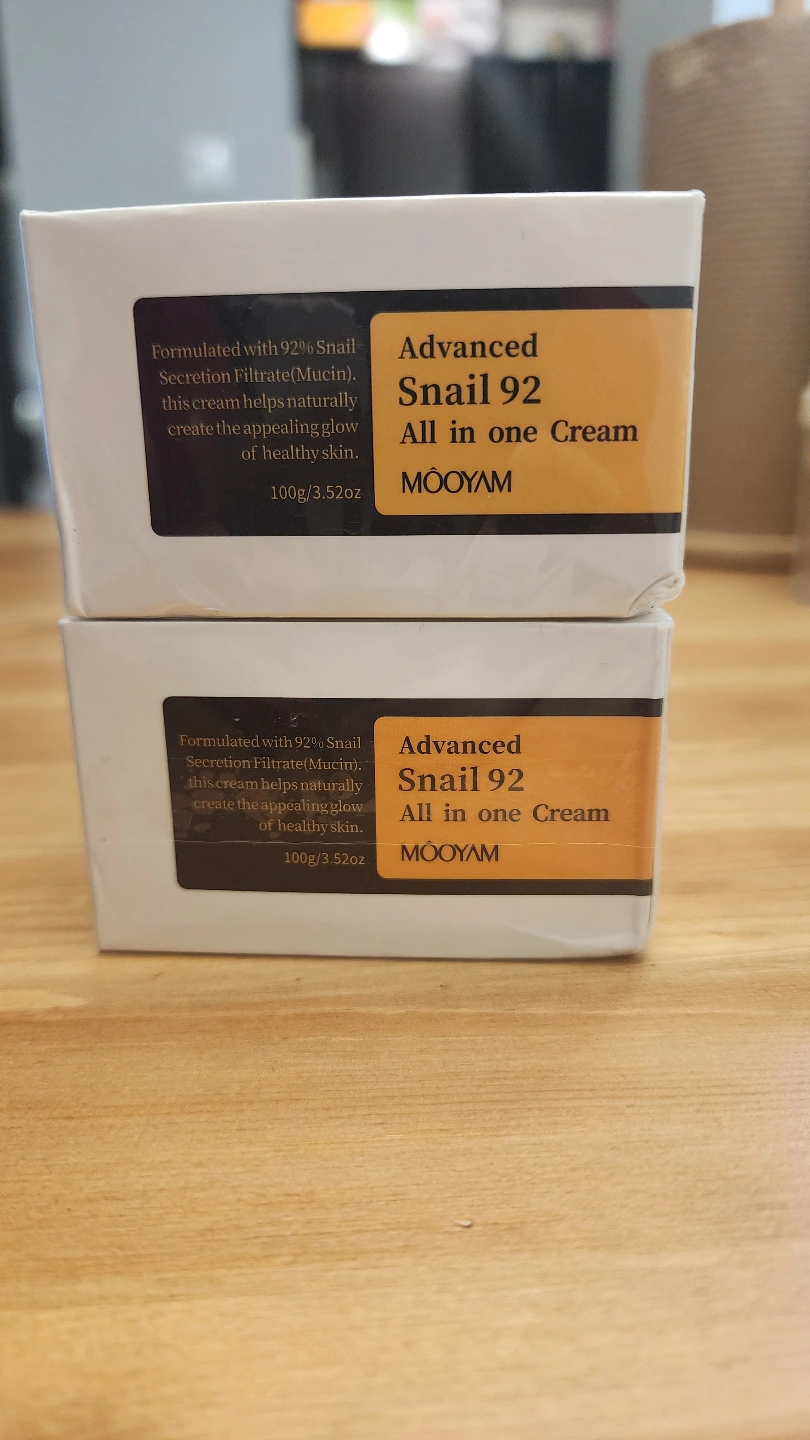 Formulated with 92% Snail
Secretion Filtrate(Mucin).
this cream helps naturally
create the appealing glow
of healthy skin.
100g/3.52oz
Advanced
Snail 92
All in one Cream
MÔOYAM
Formulated with 92% Snail
Secretion Filtrate(Mucin).
this cream helps naturally
create the appealing glow
of healthy skin.
100g/3.52oz
Advanced
Snail 92
All in one Cream
MÔOYAM